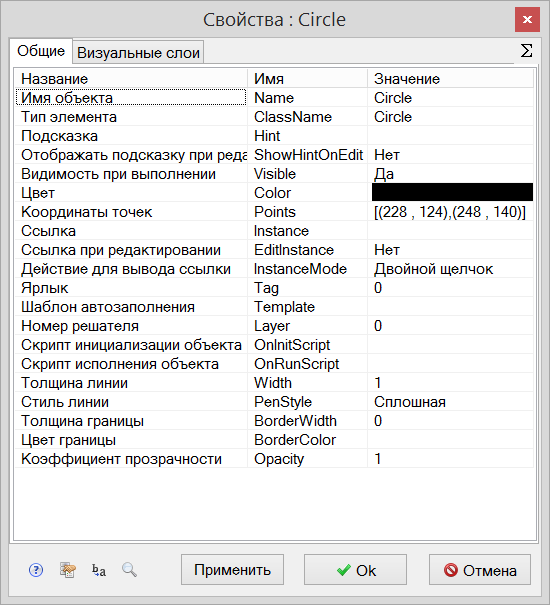 Свойства : Circle
Общие Визуальные слои Σ
Название Имя Значение
Имя объекта Name Circle
Тип элемента ClassName Circle
Подсказка Hint
Отображать подсказку при реда ShowHintOnEdit Нет
Видимость при выполнении Visible Да
Цвет Color
Координаты точек Points [(228 , 124),(248 , 140)]
Ссылка Instance
Ссылка при редактировании EditInstance Нет
Действие для вывода ссылки InstanceMode Двойной щелчок
Ярлык Tag 0
Шаблон автозаполнения Template
Номер решателя Layer 0
Скрипт инициализации объекта OnInitScript
Скрипт исполнения объекта OnRunScript
Толщина линии Width 1
Стиль линии PenStyle Сплошная
Толщина границы BorderWidth 0
Цвет границы BorderColor
Коэффициент прозрачности Opacity 1
? b a Применить Ok Отмена